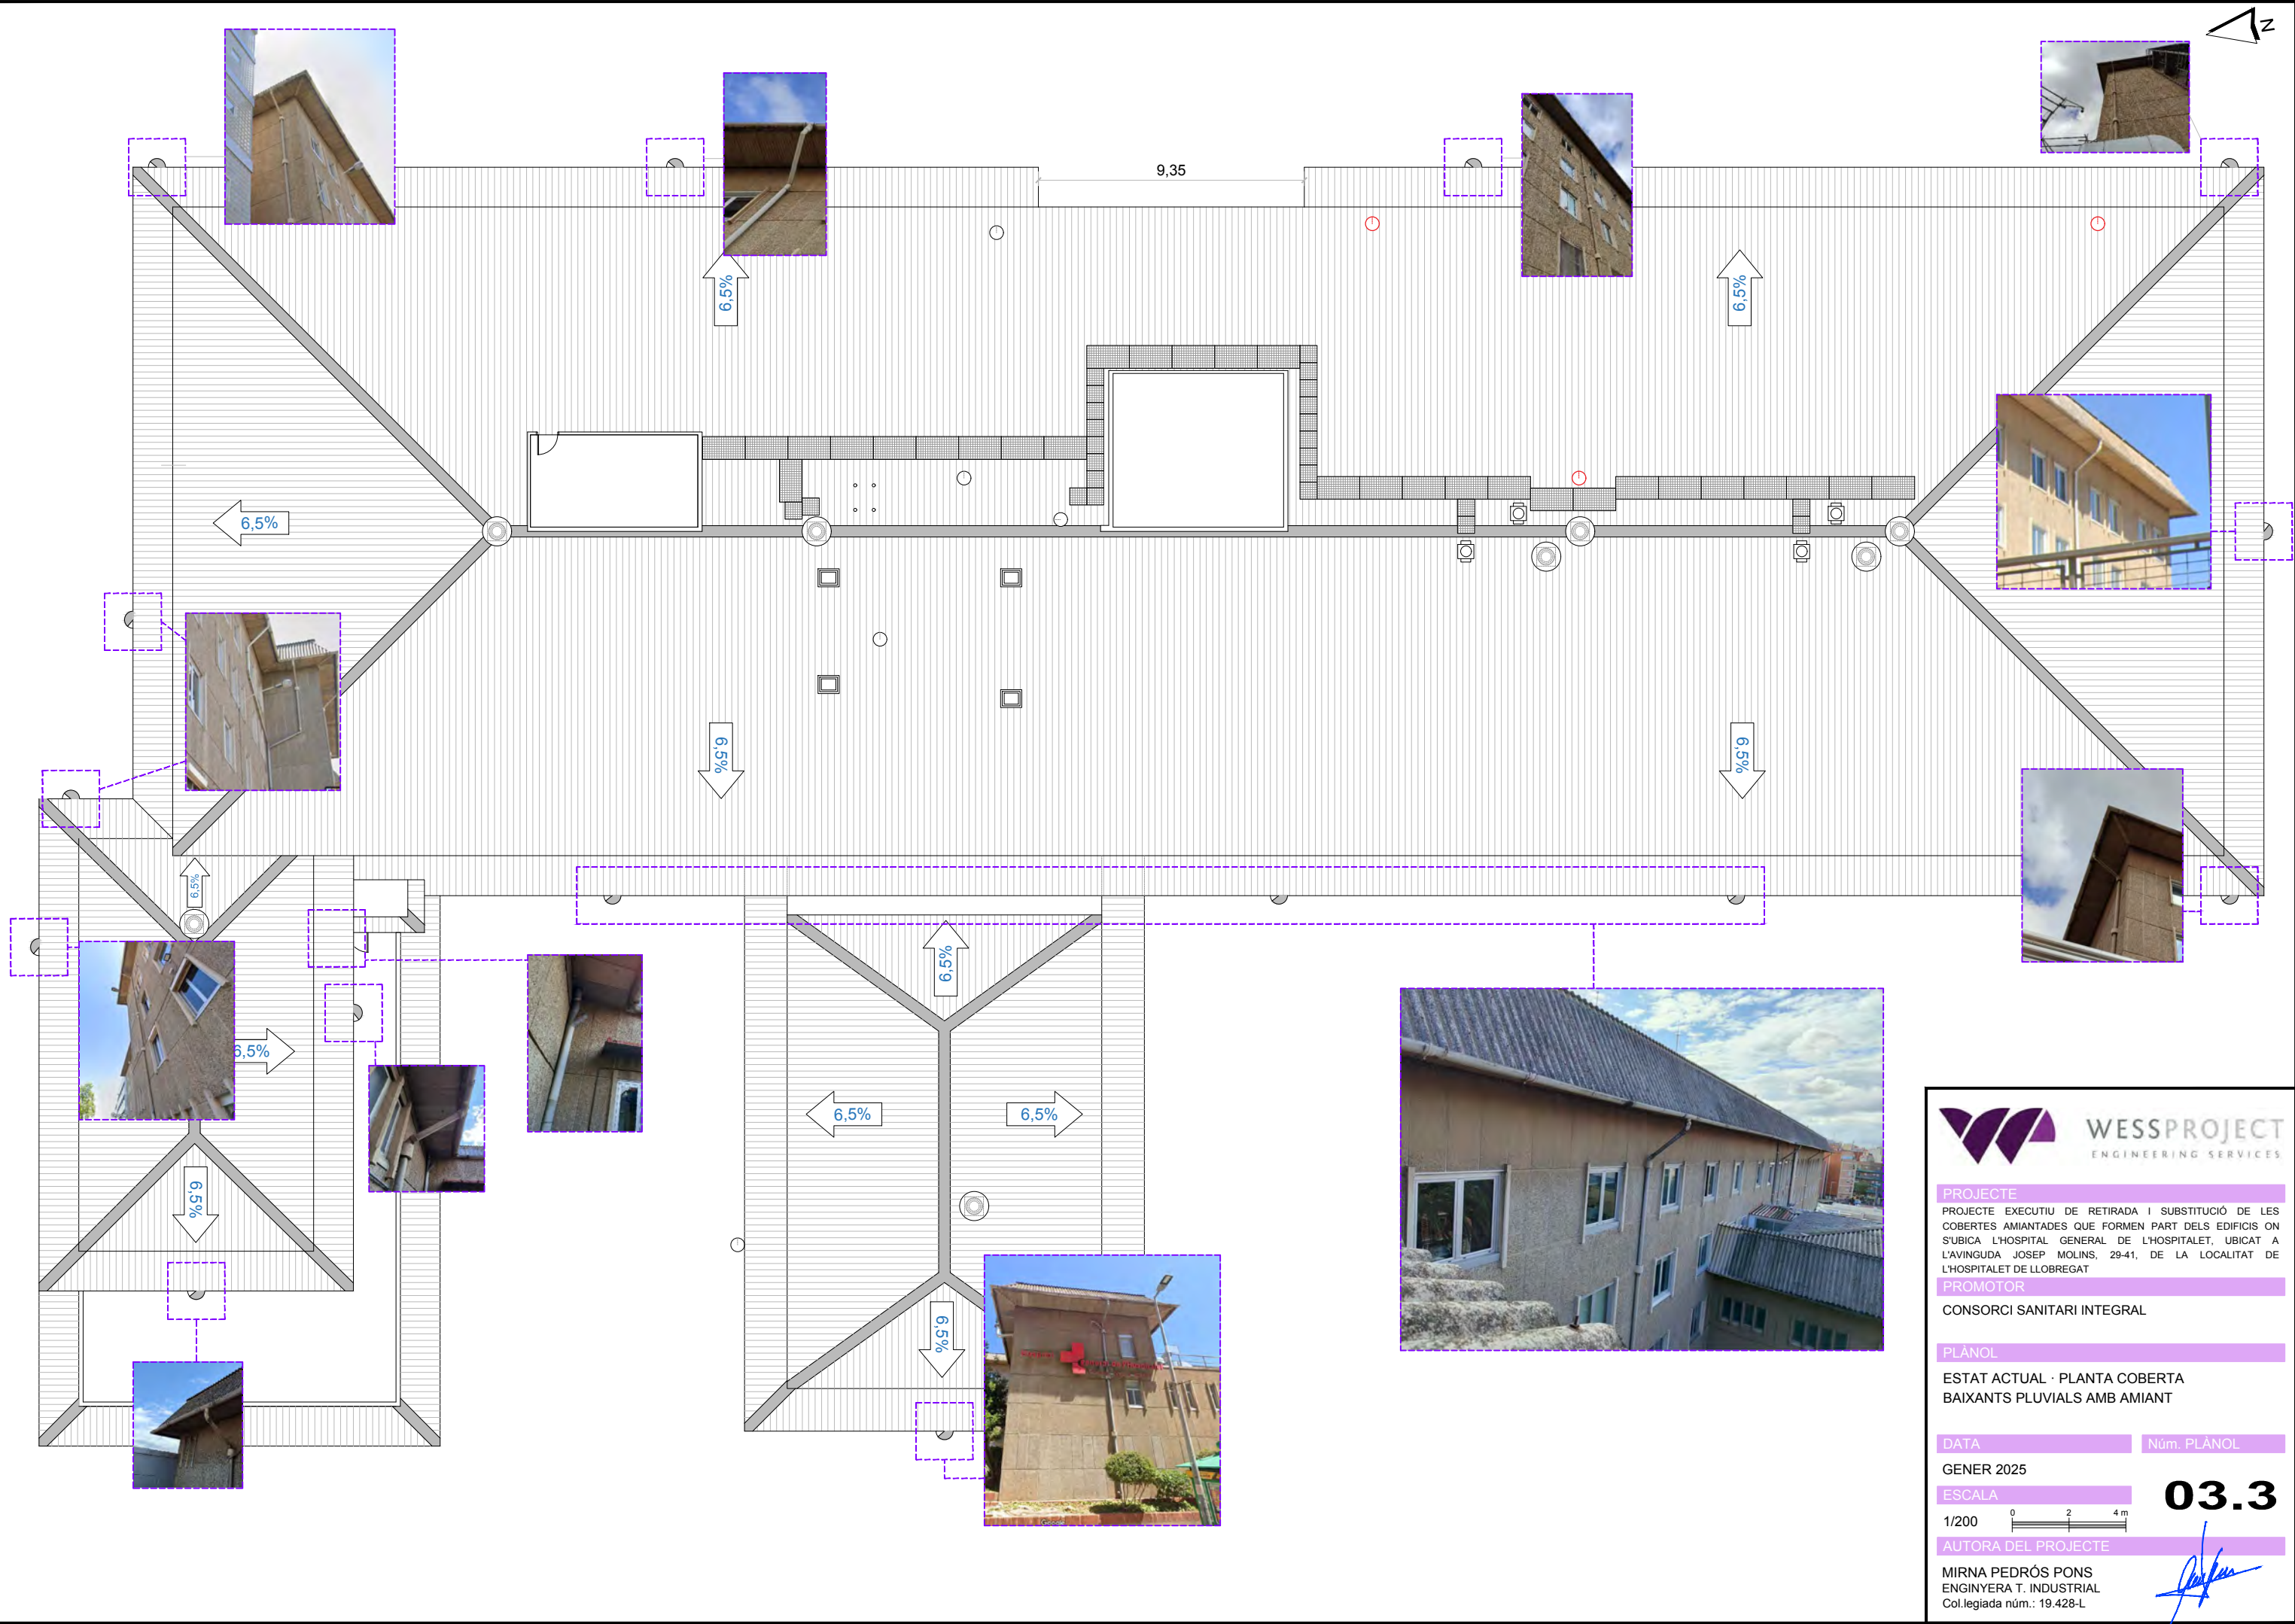 N
9,35
6,5%
6,5%
6,5%
6,5%
6,5%
6,5%
6,5%
6,5%
6,5%
6,5%
6,5%
6,5%
6,5%
WESSPROJECT
ENGINEERING SERVICES
PROJECTE
PROJECTE EXECUTIU DE RETIRADA I SUBSTITUCIÓ DE LES
COBERTES AMIANTADES QUE FORMEN PART DELS EDIFICIS ON
S'UBICA L'HOSPITAL GENERAL DE L'HOSPITALET, UBICAT A
L'AVINGUDA JOSEP MOLINS, 29-41, DE LA LOCALITAT DE
L'HOSPITALET DE LLOBREGAT
PROMOTOR
CONSORCI SANITARI INTEGRAL
PLÀNOL
ESTAT ACTUAL · PLANTA COBERTA
BAIXANTS PLUVIALS AMB AMIANT
DATA
Núm. PLÀNOL
GENER 2025
03.3
ESCALA
1/200
0 2 4 m
AUTORA DEL PROJECTE
MIRNA PEDRÓS PONS
ENGINYERA T. INDUSTRIAL
Col.legiada núm.: 19.428-L